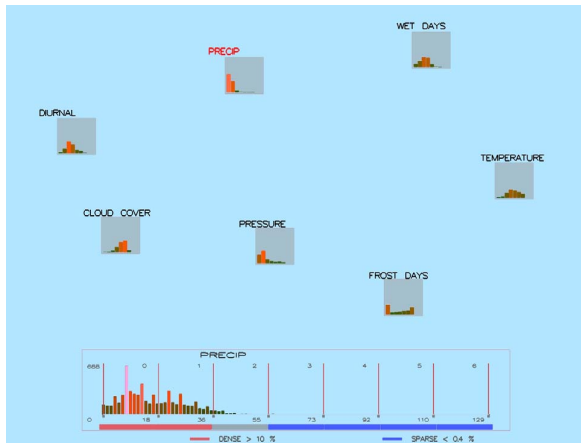 WET DAYS
PRECIP
DIURNAL
TEMPERATURE
CLOUD COVER
PRESSURE
FROST DAYS
PRECIP
668 0 1 2 3 4 5 6
0 18 36 55 73 92 110 129
DENSE > 10 % SPARSE < 0.4 %